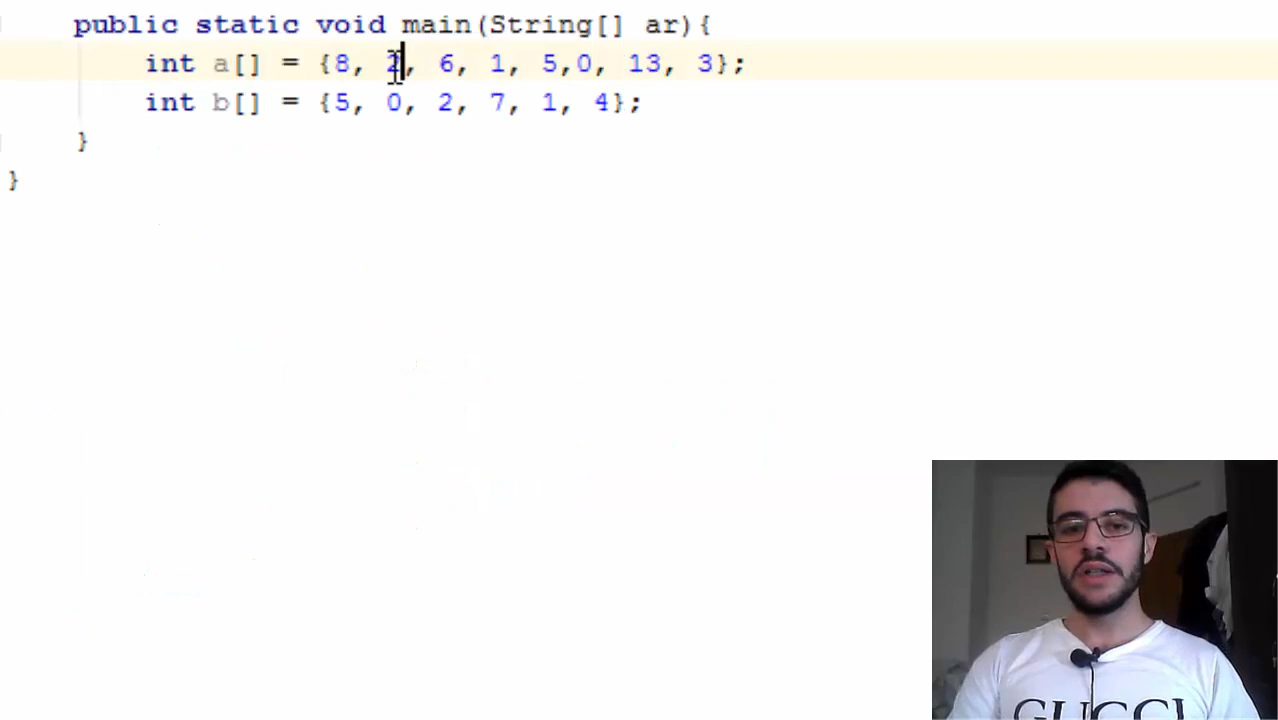 public static void main(String[] ar){
int a[] = {8, 2, 6, 1, 5,0, 13, 3};
int b[] = {5, 0, 2, 7, 1, 4};
}
}
GUCCI